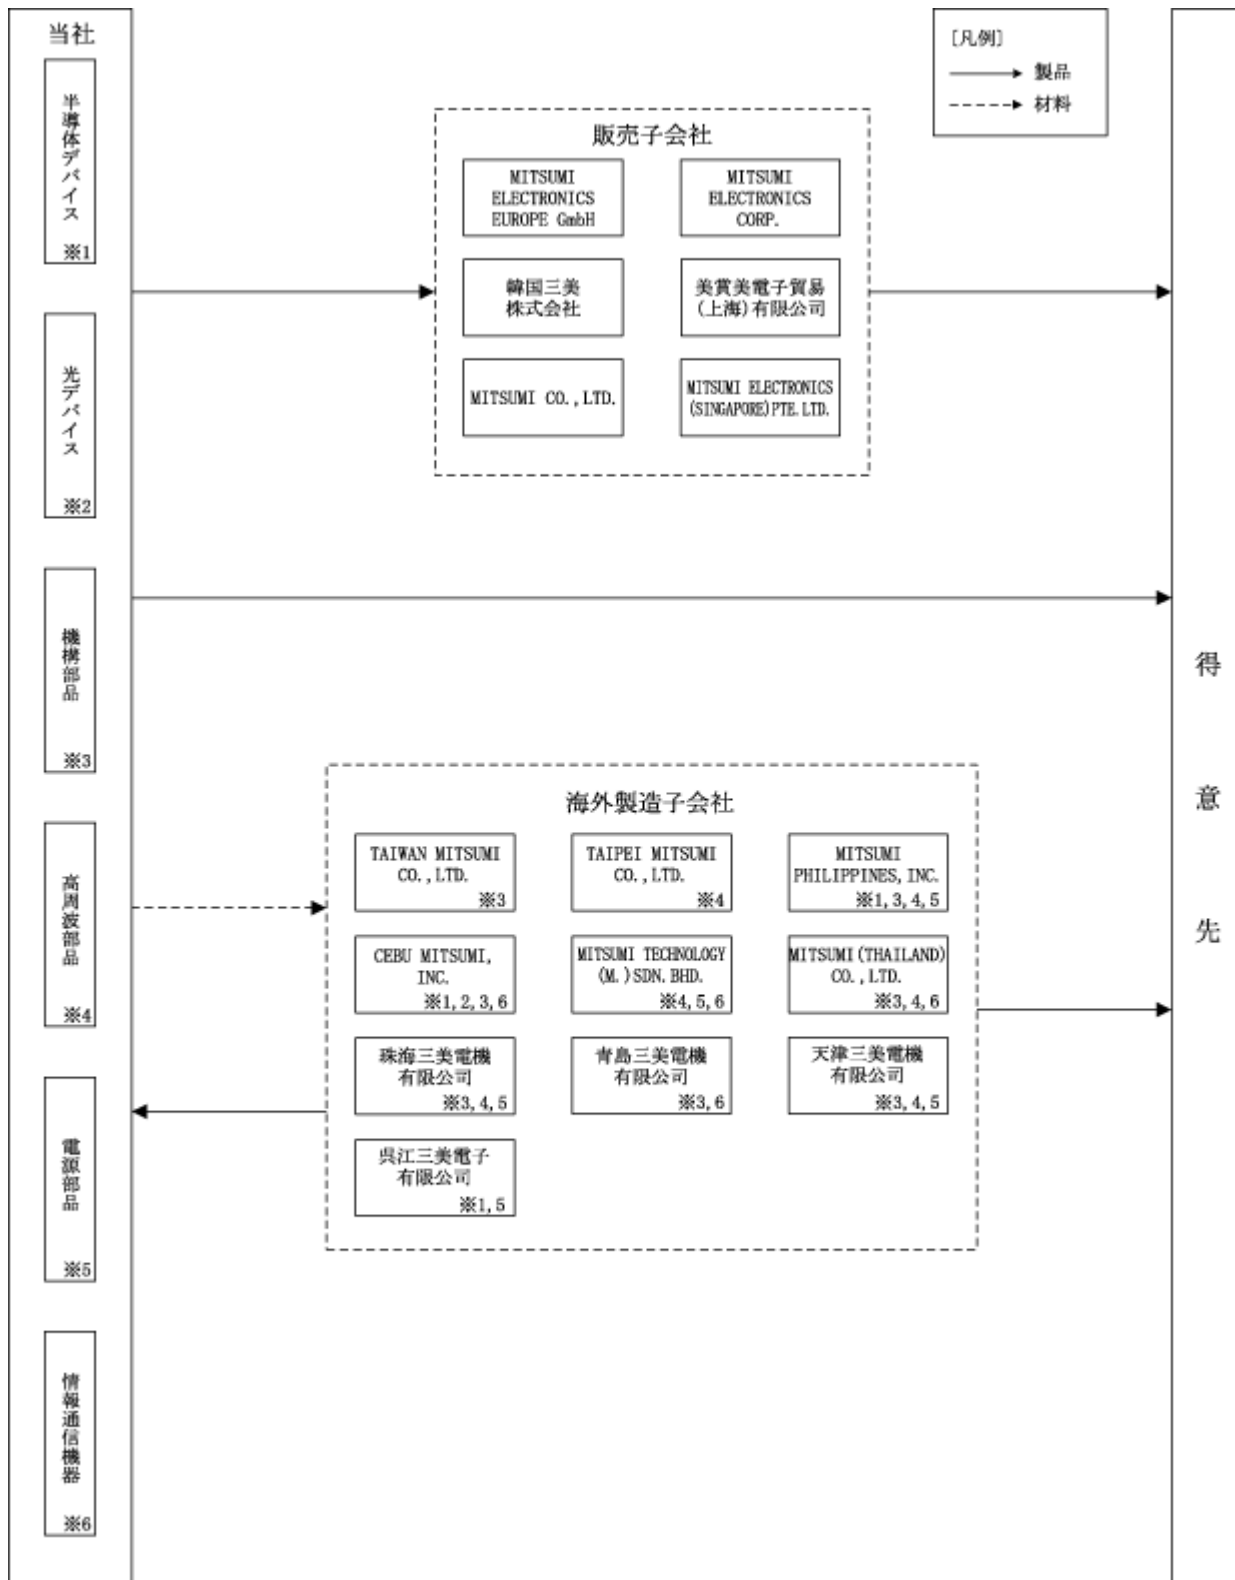 当社
半導体デバイス
※1
光デバイス
※2
機構部品
※3
高周波部品
※4
電源部品
※5
情報通信機器
※6
[凡例]
製品
材料
販売子会社
MITSUMI
ELECTRONICS
EUROPE GmbH
MITSUMI
ELECTRONICS
CORP.
韓国三美
株式会社
美賞美電子貿易
(上海)有限公司
MITSUMI CO.,LTD.
MITSUMI ELECTRONICS
(SINGAPORE)PTE.LTD.
海外製造子会社
TAIWAN MITSUMI
CO.,LTD.
※3
TAIPEI MITSUMI
CO.,LTD.
※4
MITSUMI
PHILIPPINES,INC.
※1,3,4,5
CEBU MITSUMI,
INC.
※1,2,3,6
MITSUMI TECHNOLOGY
(M.)SDN.BHD.
※4,5,6
MITSUMI(THAILAND)
CO.,LTD.
※3,4,6
珠海三美電機
有限公司
※3,4,5
青島三美電機
有限公司
※3,6
天津三美電機
有限公司
※3,4,5
呉江三美電子
有限公司
※1,5
得意先